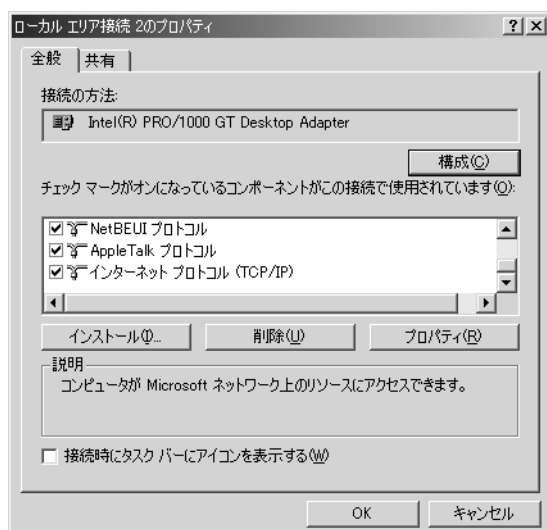 ローカル エリア接続 2のプロパティ
全般
共有
接続の方法:
Intel(R) PRO/1000 GT Desktop Adapter
構成(C)
チェック マークがオンになっているコンポーネントがこの接続で使用されています(O):
NetBEUI プロトコル
AppleTalk プロトコル
インターネット プロトコル (TCP/IP)
インストール(I)...
削除(U)
プロパティ(R)
説明
コンピュータが Microsoft ネットワーク上のリソースにアクセスできます。
接続時にタスク バーにアイコンを表示する(W)
OK
キャンセル